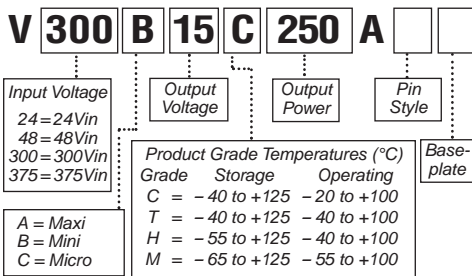 V 300 B 15 C 250 A
Input Voltage
24 = 24Vin
48 = 48Vin
300 = 300Vin
375 = 375Vin
Output
Voltage
Output
Power
Pin
Style
Base-
plate
Product Grade Temperatures (°C)
Grade Storage Operating
C = – 40 to +125 – 20 to +100
T = – 40 to +125 – 40 to +100
H = – 55 to +125 – 40 to +100
M = – 65 to +125 – 55 to +100
A = Maxi
B = Mini
C = Micro